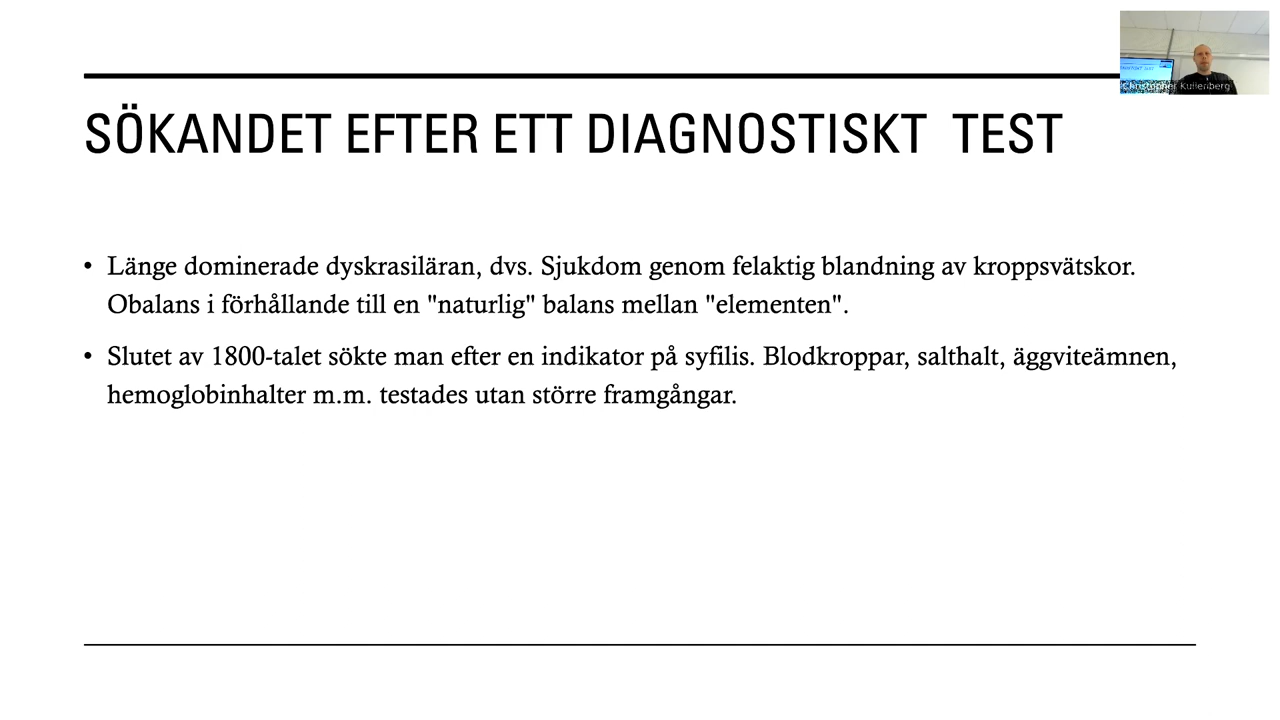 SÖKANDET EFTER ETT DIAGNOSTISKT TEST
• Länge dominerade dyskrasiläran, dvs. Sjukdom genom felaktig blandning av kroppsvätskor.
Obalans i förhållande till en "naturlig" balans mellan "elementen".
• Slutet av 1800-talet sökte man efter en indikator på syfilis. Blodkroppar, salthalt, äggviteämnen,
hemoglobinhalter m.m. testades utan större framgångar.
Christopher Kullenberg